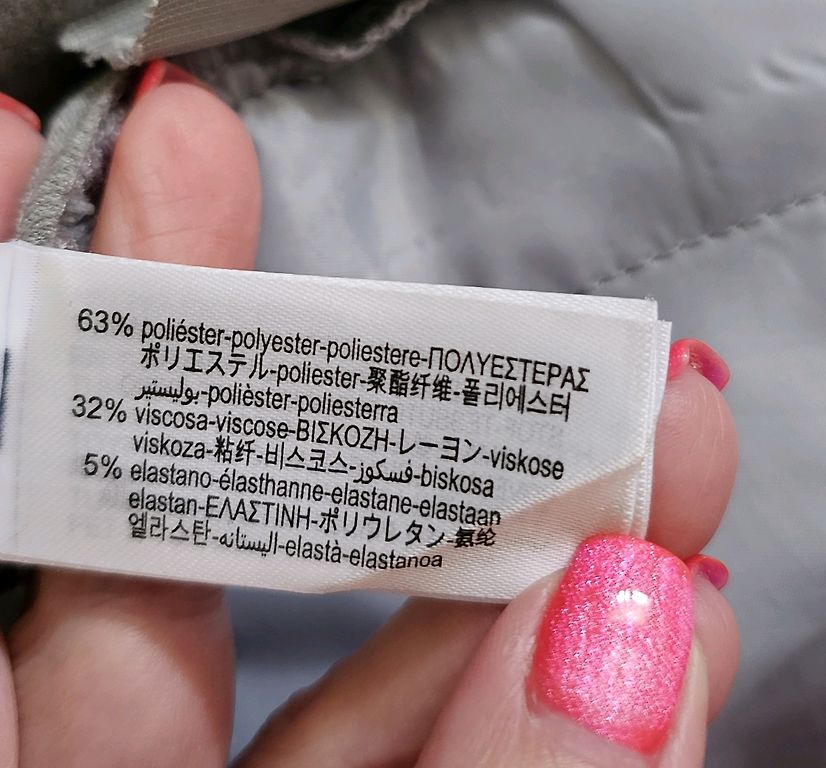 63% poliéster-polyester-poliestere-ΠΟΛΥΕΣΤΕΡΑΣ
ポリエステル-poliester-聚酯纤维-폴리에스터
بوليستير-polièster-poliesterra
32% viscosa-viscose-ΒΙΣΚΟΖΗ-レーヨン-viskose
viskoza-粘纤-비스코스-فسكوز-biskosa
5% elastano-élasthanne-elastane-elastaan
elastan-ΕΛΑΣΤΙΝΗ-ポリウレタン-氨纶
엘라스탄-اليستانه-elastà-elastanoa